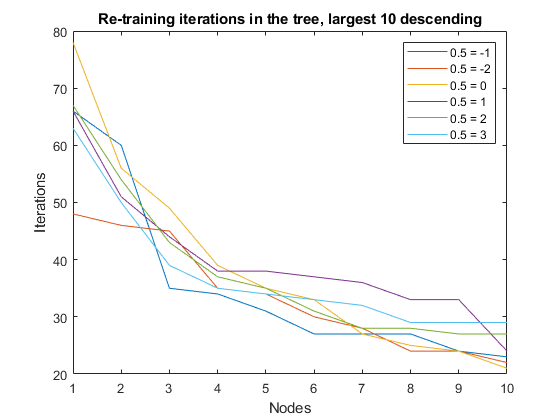 Re-training iterations in the tree, largest 10 descending
80
70
60
50
40
30
20
Iterations
0.5 = -1
0.5 = -2
0.5 = 0
0.5 = 1
0.5 = 2
0.5 = 3
1 2 3 4 5 6 7 8 9 10
Nodes